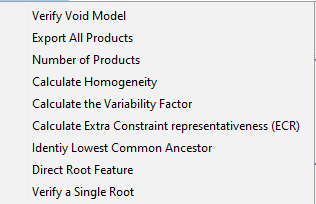 Verify Void Model
Export All Products
Number of Products
Calculate Homogeneity
Calculate the Variability Factor
Calculate Extra Constraint representativeness (ECR)
Identiy Lowest Common Ancestor
Direct Root Feature
Verify a Single Root